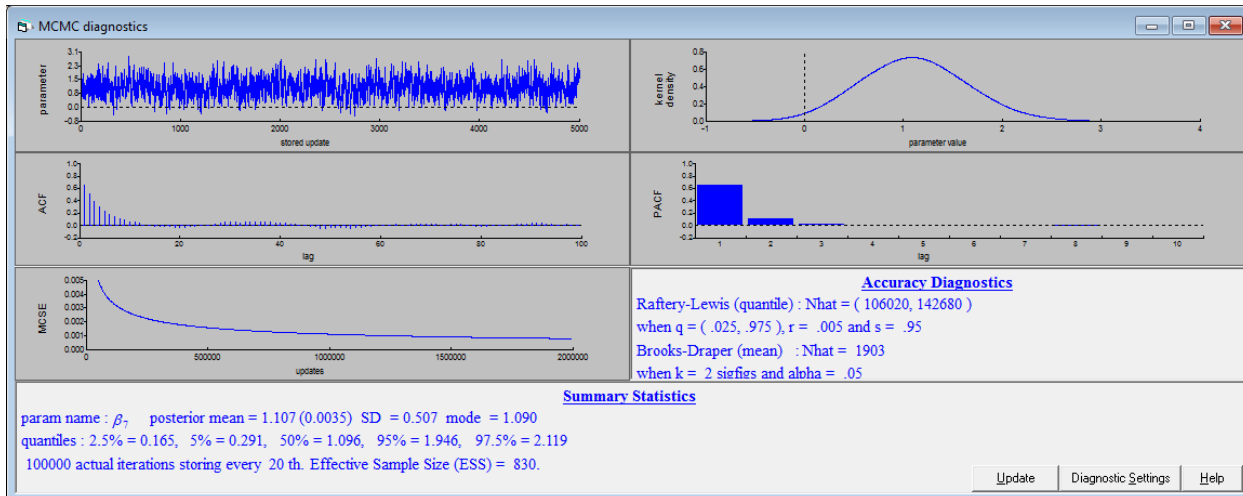 MCMC diagnostics
parameter
3.1
2.5
1.5
0.8
0.0
-0.8
0 1000 2000 3000 4000 5000
stored update
kernel density
0.8
0.6
0.4
0.2
0.0
-1 0 1 2 3 4
parameter value
ACF
1.0
0.8
0.6
0.4
0.2
0.0
-0.2
0 20 40 60 80 100
lag
PACF
1.0
0.8
0.6
0.4
0.2
0.0
-0.2
1 2 3 4 5 6 7 8 9 10
lag
MCSE
0.005
0.004
0.003
0.002
0.001
0.000
0 500000 1000000 1500000 2000000
updates
Accuracy Diagnostics
Raftery-Lewis (quantile) : Nhat = ( 106020, 142680 )
when q = ( .025, .975 ), r = .005 and s = .95
Brooks-Draper (mean) : Nhat = 1903
when k = 2 sigfigs and alpha = .05
Summary Statistics
param name : β₇ posterior mean = 1.107 (0.0035) SD = 0.507 mode = 1.090
quantiles : 2.5% = 0.165, 5% = 0.291, 50% = 1.096, 95% = 1.946, 97.5% = 2.119
100000 actual iterations storing every 20 th. Effective Sample Size (ESS) = 830.
Update Diagnostic Settings Help